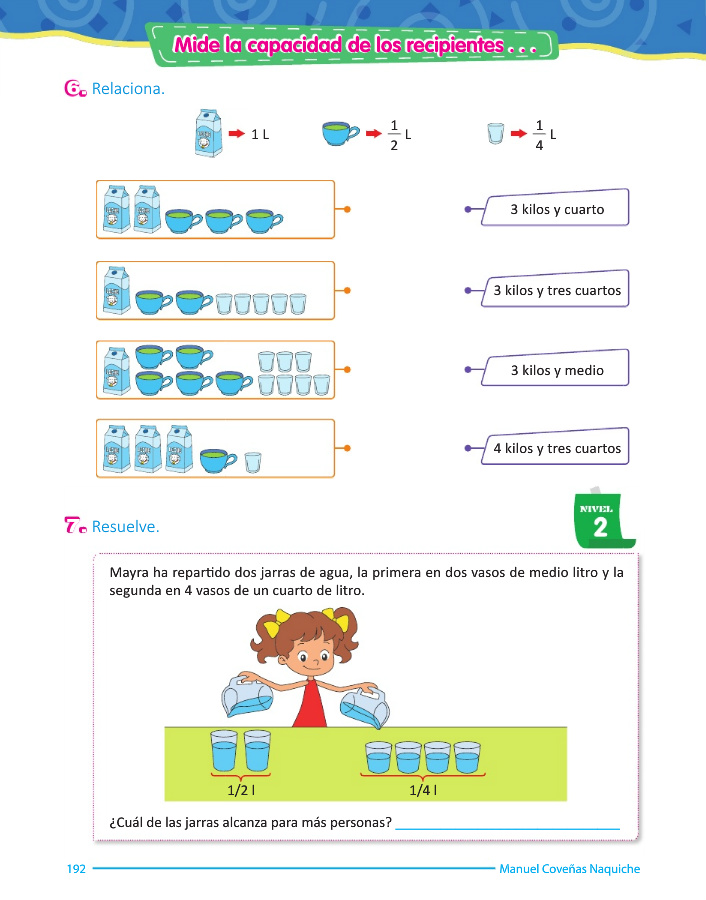 Mide la capacidad de los recipientes . . .
6. Relaciona.
1 L
1/2 L
1/4 L
3 kilos y cuarto
3 kilos y tres cuartos
3 kilos y medio
4 kilos y tres cuartos
7. Resuelve.
NIVEL
2
Mayra ha repartido dos jarras de agua, la primera en dos vasos de medio litro y la
segunda en 4 vasos de un cuarto de litro.
1/2 l
1/4 l
¿Cuál de las jarras alcanza para más personas?
192
Manuel Coveñas Naquiche